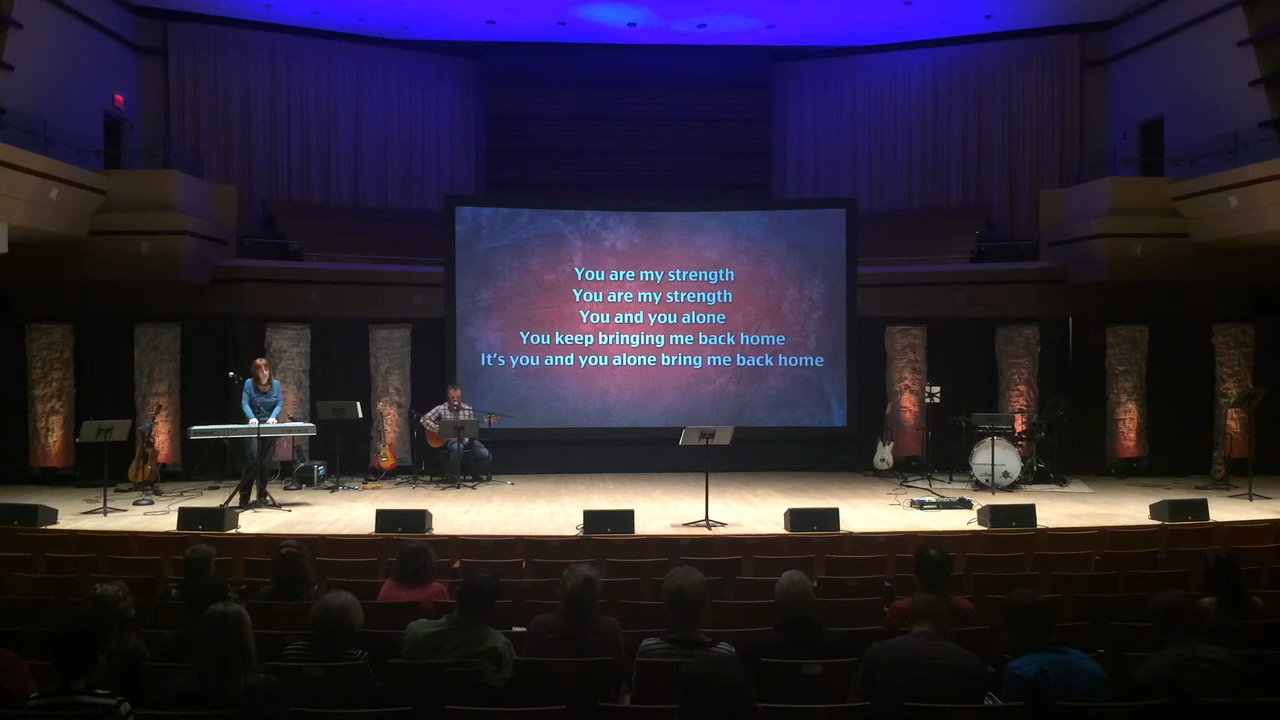 You are my strength
You are my strength
You and you alone
You keep bringing me back home
It's you and you alone bring me back home